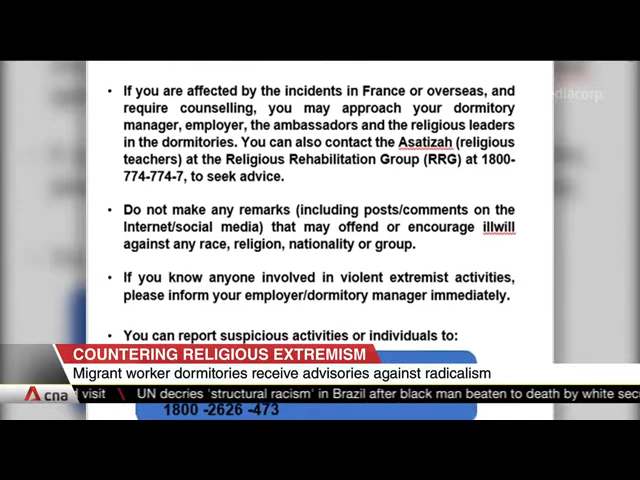 • If you are affected by the incidents in France or overseas, and
require counselling, you may approach your dormitory
manager, employer, the ambassadors and the religious leaders
in the dormitories. You can also contact the Asatizah (religious
teachers) at the Religious Rehabilitation Group (RRG) at 1800-
774-774-7, to seek advice.
mediacorp
• Do not make any remarks (including posts/comments on the
Internet/social media) that may offend or encourage illwill
against any race, religion, nationality or group.
• If you know anyone involved in violent extremist activities,
please inform your employer/dormitory manager immediately.
• You can report suspicious activities or individuals to:
COUNTERING RELIGIOUS EXTREMISM
Migrant worker dormitories receive advisories against radicalism
cna
visit \ UN decries 'structural racism' in Brazil after black man beaten to death by white
1800 -2626 -473